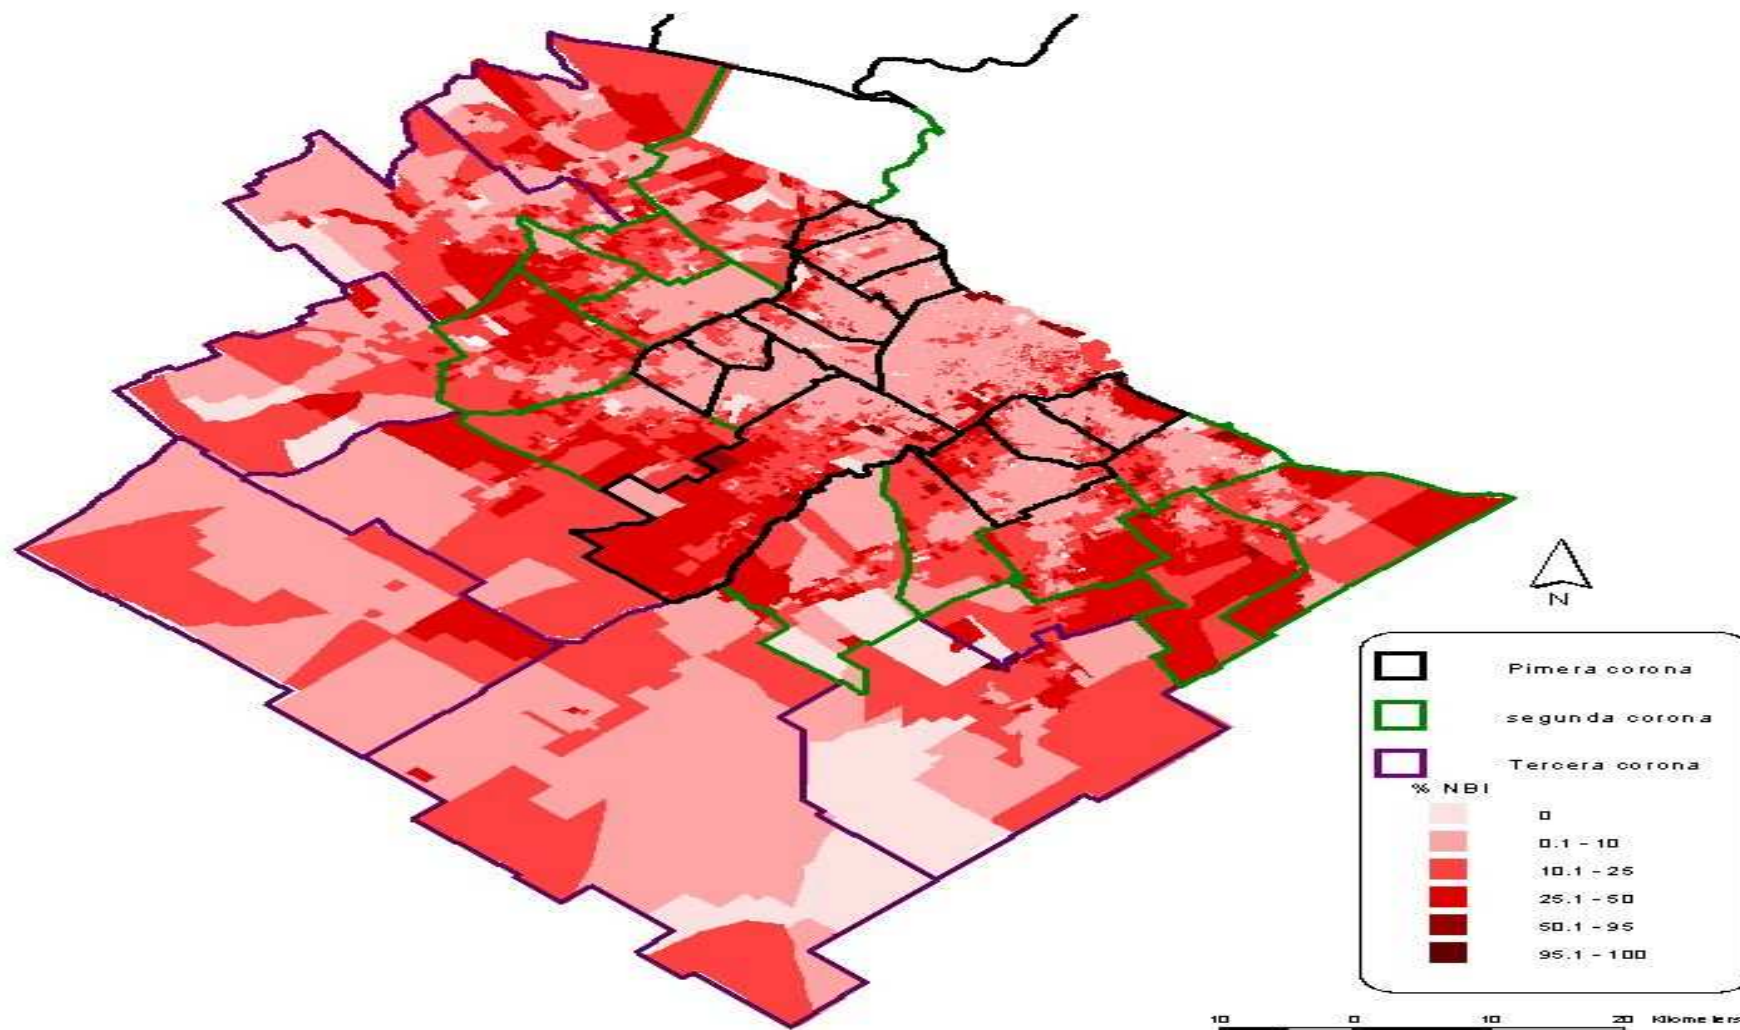 N
Pimera corona
segunda corona
Tercera corona
% NBI
0
0.1 - 10
10.1 - 25
25.1 - 50
50.1 - 95
95.1 - 100
10 0 10 20 Kilometers